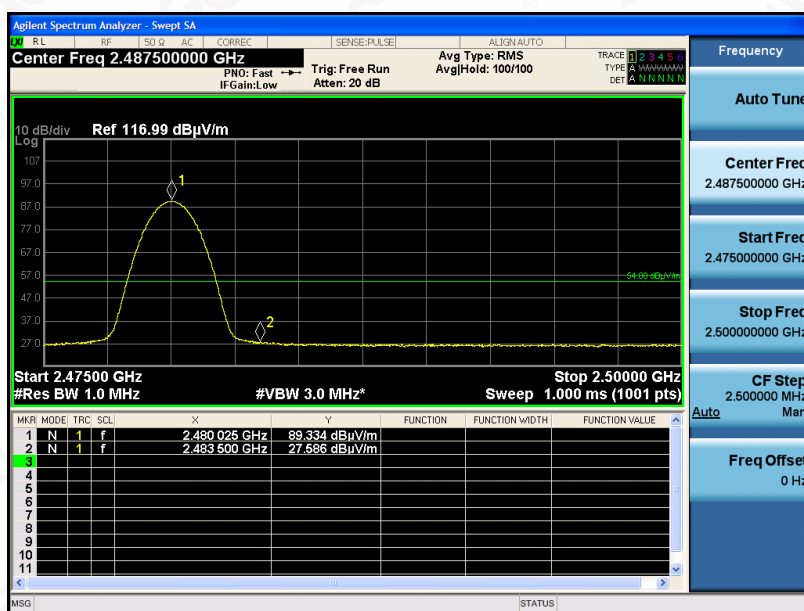 Agilent Spectrum Analyzer - Swept SA
LXI RL RF 50 Ω AC CORREC SENSE:PULSE ALIGN AUTO
Center Freq 2.487500000 GHz
PNO: Fast
IFGain:Low
Trig: Free Run
Atten: 20 dB
Avg Type: RMS
Avg|Hold: 100/100
TRACE 1 2 3 4 5 6
TYPE A WWWWW
DET A N N N N N
10 dB/div Ref 116.99 dBµV/m
Log
107
97.0
87.0
77.0
67.0
57.0
47.0
37.0
27.0
1
2
54.00 dBµV/m
Start 2.47500 GHz Stop 2.50000 GHz
#Res BW 1.0 MHz #VBW 3.0 MHz* Sweep 1.000 ms (1001 pts)
MKR MODE TRC SCL X Y FUNCTION FUNCTION WIDTH FUNCTION VALUE
1 N 1 f 2.480 025 GHz 89.334 dBµV/m
2 N 1 f 2.483 500 GHz 27.586 dBµV/m
3
4
5
6
7
8
9
10
11
MSG STATUS
Frequency
Auto Tune
Center Freq
2.487500000 GHz
Start Freq
2.475000000 GHz
Stop Freq
2.500000000 GHz
CF Step
2.500000 MHz
Auto Man
Freq Offset
0 Hz